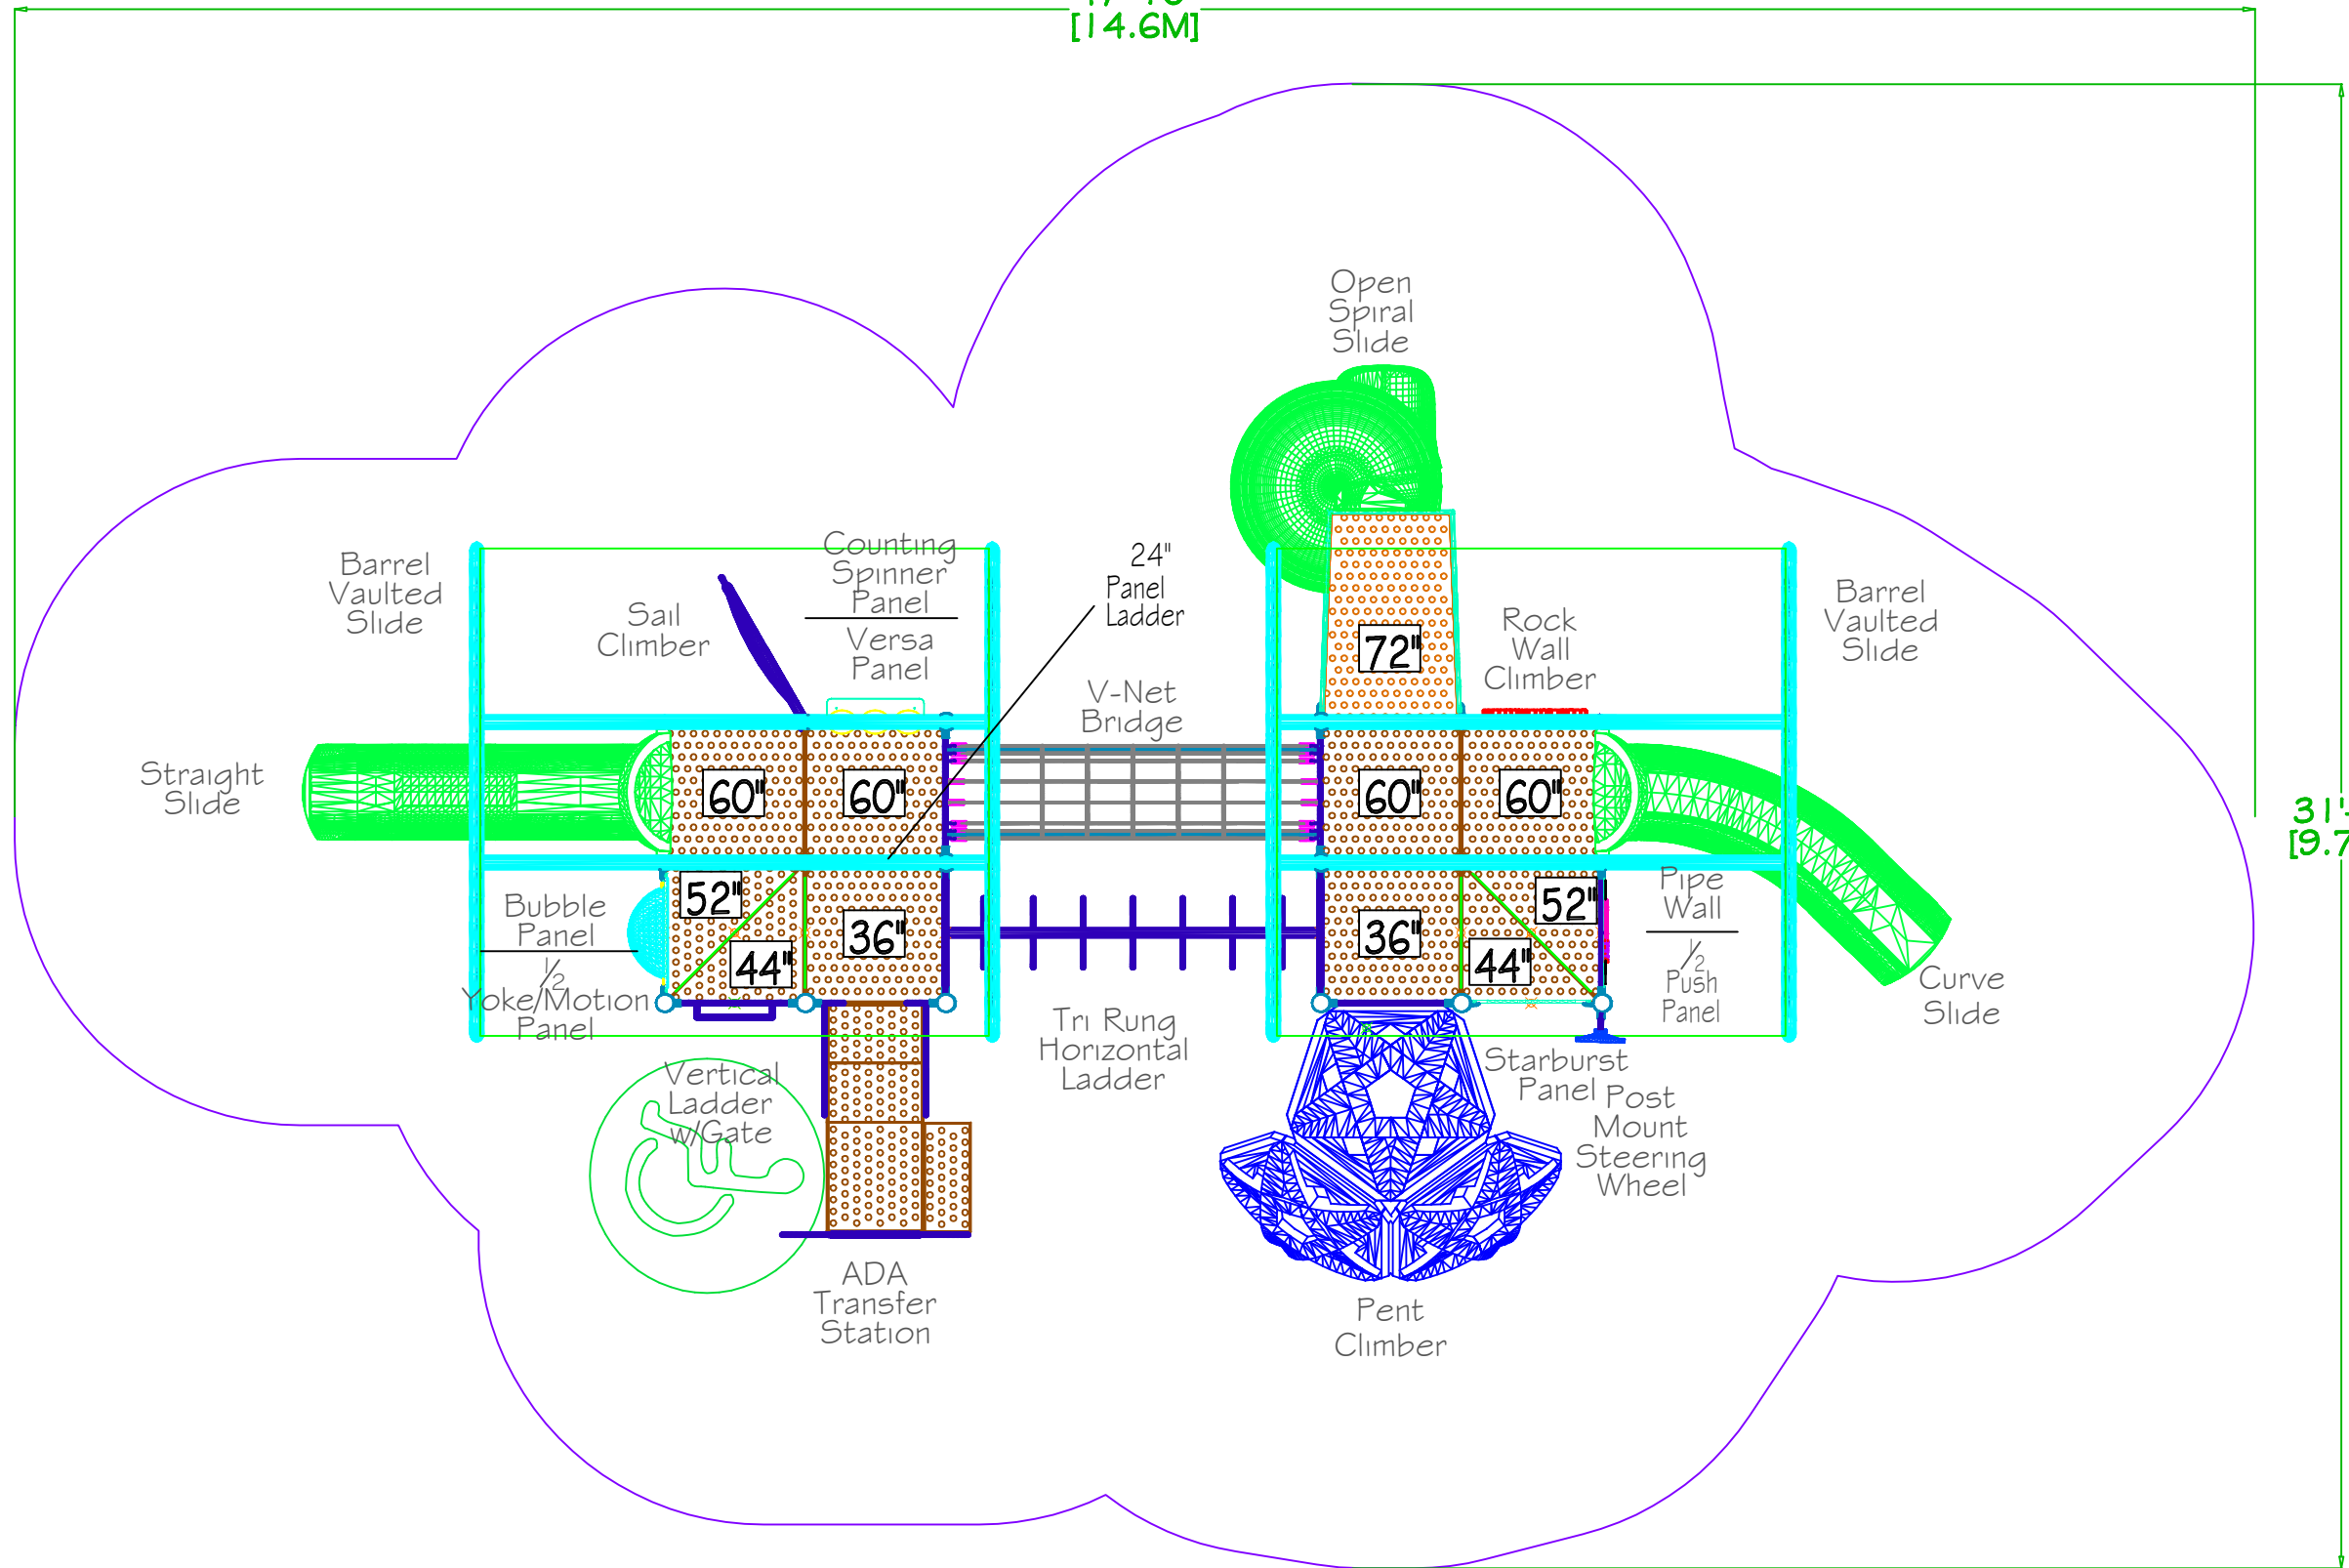 [14.6M]
Open
Spiral
Slide
Counting
Spinner
Panel
Versa
Panel
24"
Panel
Ladder
Barrel
Vaulted
Slide
Sail
Climber
V-Net
Bridge
72"
Rock
Wall
Climber
Barrel
Vaulted
Slide
Straight
Slide
60"
60"
60"
60"
31'-
[9.7
Bubble
Panel
1/2
Yoke/Motion
Panel
52"
44"
36"
36"
52"
44"
Pipe
Wall
1/2
Push
Panel
Curve
Slide
Tri Rung
Horizontal
Ladder
Starburst
Panel
Post
Mount
Steering
Wheel
Vertical
Ladder
w/Gate
ADA
Transfer
Station
Pent
Climber